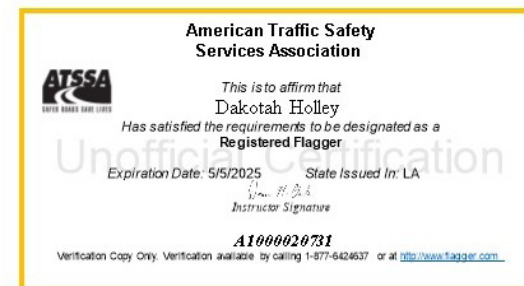 American Traffic Safety
Services Association
ATSSA
SAFER ROADS SAVE LIVES
This is to affirm that
Dakotah Holley
Has satisfied the requirements to be designated as a
Registered Flagger
Unofficial Certification
Expiration Date: 5/5/2025 State Issued In: LA
Instructor Signature
A1000020731
Verification Copy Only. Verification available by calling 1-877-6424637 or at http://www.flagger.com